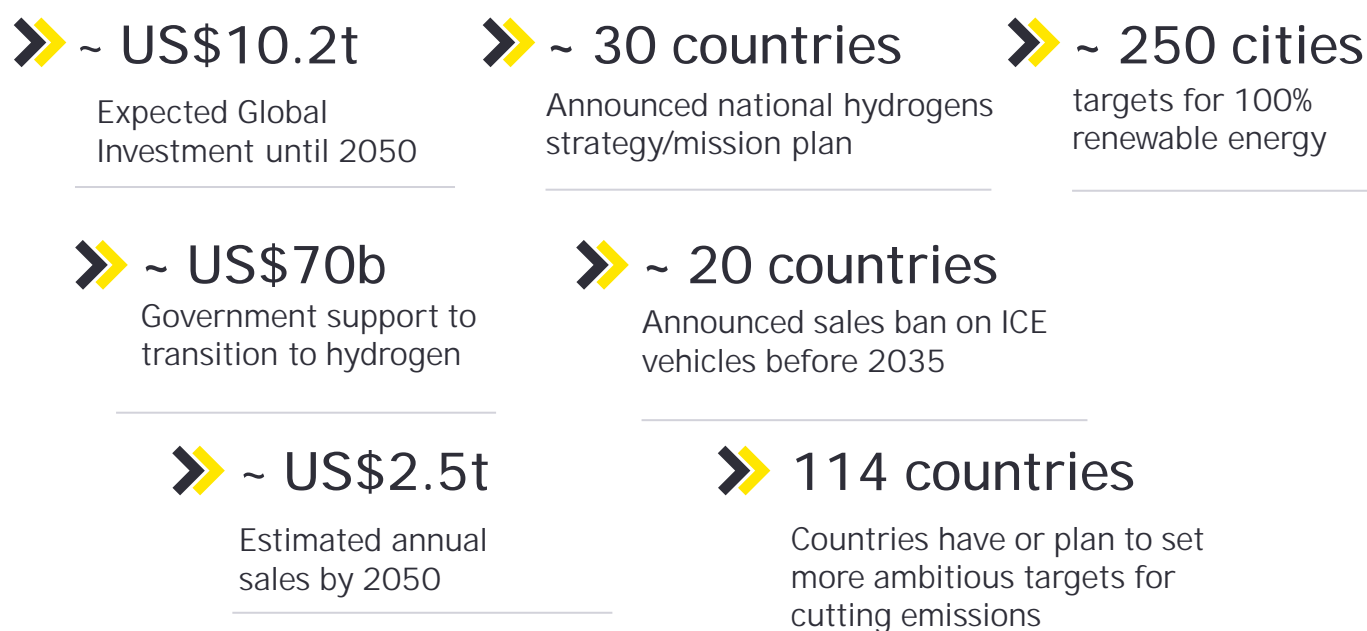 ~ US$10.2t
Expected Global
Investment until 2050
~ 30 countries
Announced national hydrogens
strategy/mission plan
~ 250 cities
targets for 100%
renewable energy
~ US$70b
Government support to
transition to hydrogen
~ 20 countries
Announced sales ban on ICE
vehicles before 2035
~ US$2.5t
Estimated annual
sales by 2050
114 countries
Countries have or plan to set
more ambitious targets for
cutting emissions